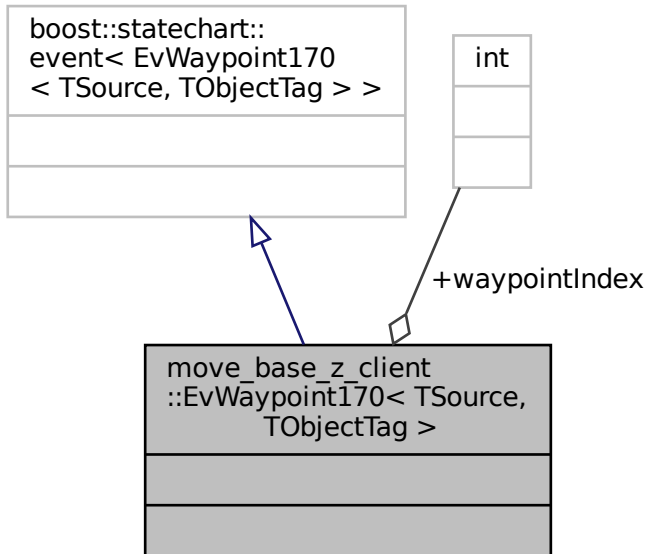 boost::statechart::
event< EvWaypoint170
< TSource, TObjectTag > >
int
+waypointIndex
move_base_z_client
::EvWaypoint170< TSource,
TObjectTag >